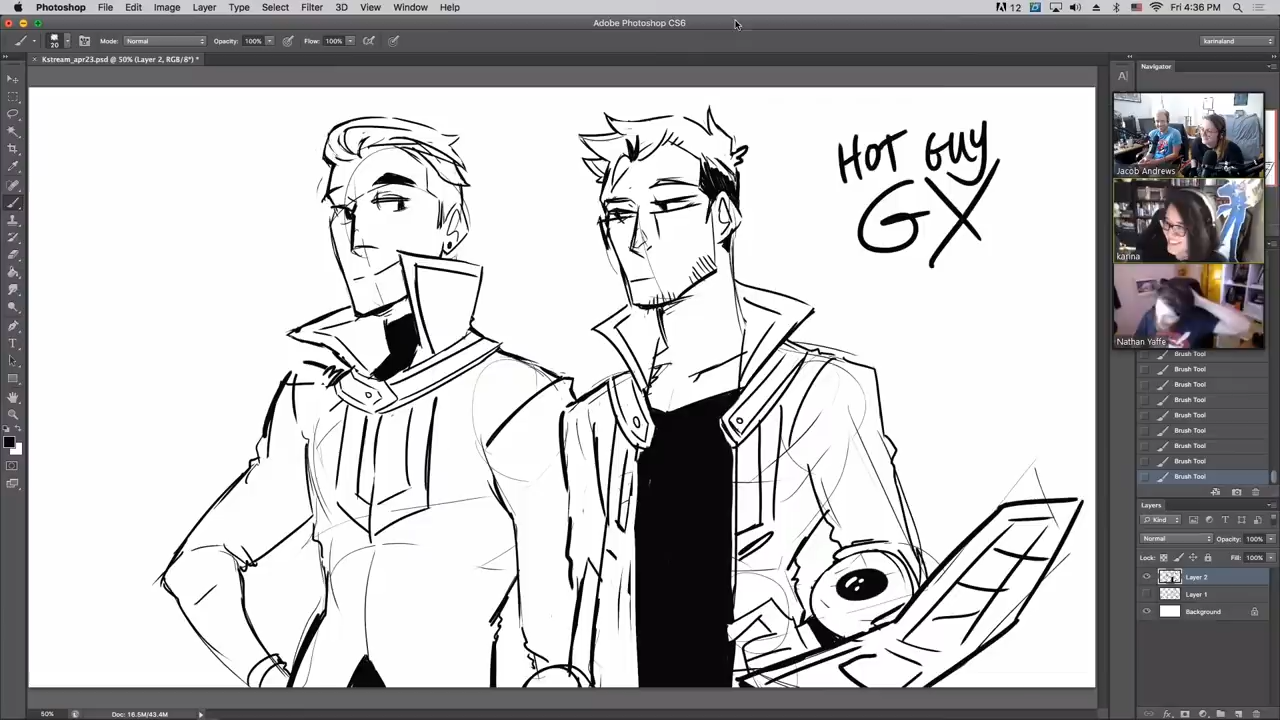 Photoshop File Edit Image Layer Type Select Filter 3D View Window Help 12 Fri 4:36 PM
Adobe Photoshop CS6
20 Mode: Normal Opacity: 100% Flow: 100% karinaland
Kstream_apr23.psd @ 50% (Layer 2, RGB/8*) *
Navigator
HOT GUY
GX
Jacob Andrews
karina
Nathan Yaffe
Brush Tool
Brush Tool
Brush Tool
Brush Tool
Brush Tool
Brush Tool
Brush Tool
Brush Tool
Brush Tool
Layers
Kind
Normal Opacity: 100%
Lock: Fill: 100%
Layer 2
Layer 1
Background
50% Doc: 16.5M/43.4M